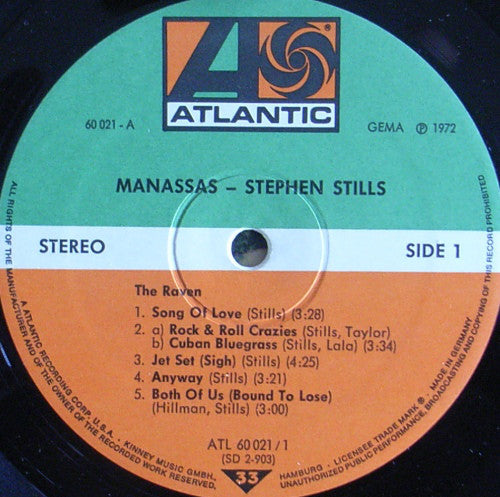 ATLANTIC
60 021 - A
GEMA ℗ 1972
MANASSAS – STEPHEN STILLS
STEREO
SIDE 1
The Raven
1. Song Of Love (Stills) (3:28)
2. a) Rock & Roll Crazies (Stills, Taylor)
b) Cuban Bluegrass (Stills, Lala) (3:34)
3. Jet Set (Sigh) (Stills) (4:25)
4. Anyway (Stills) (3:21)
5. Both Of Us (Bound To Lose)
(Hillman, Stills) (3:00)
ATL 60 021/1
(SD 2-903)
33
ALL RIGHTS OF THE MANUFACTURER AND OF THE OWNER OF THE RECORDED WORK RESERVED.
UNAUTHORIZED PUBLIC PERFORMANCE, BROADCASTING AND COPYING OF THIS RECORD PROHIBITED
ATLANTIC RECORDING CORP. U.S.A. · KINNEY MUSIC GMBH., HAMBURG · LICENSEE TRADE MARK ® · MADE IN GERMANY